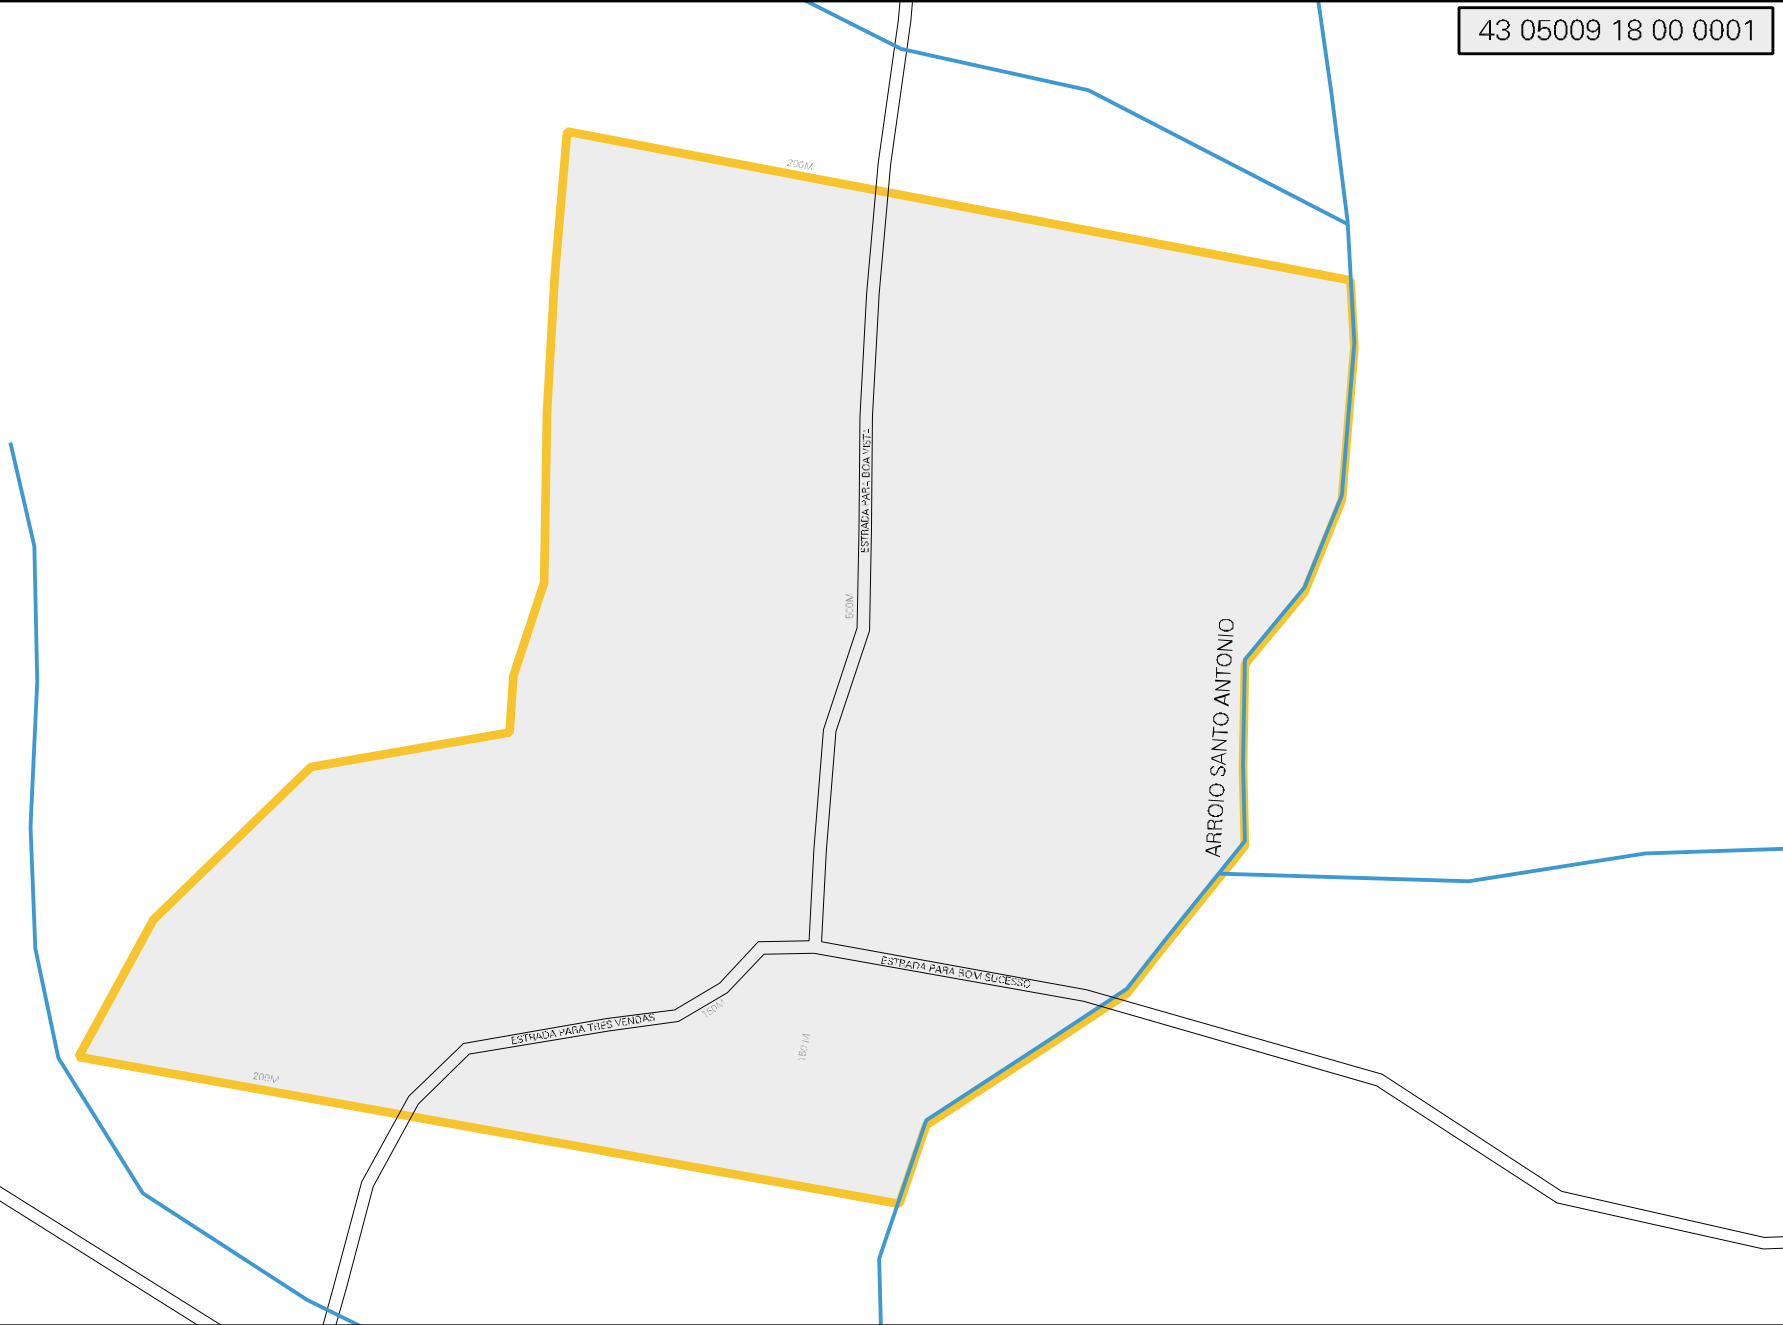 43 05009 18 00 0001
200M
ESTRADA PARA BOA VISTA
500M
ARROIO SANTO ANTONIO
ESTRADA PARA BOM SUCESSO
ESTRADA PARA TRES VENDAS
150M
150 M
200M